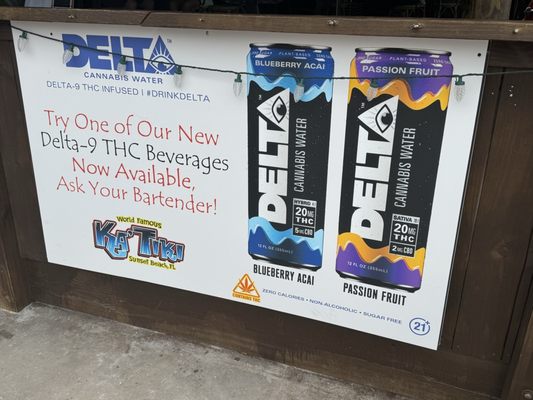 DELTA
CANNABIS WATER
DELTA-9 THC INFUSED | #DRINKDELTA
Try One of Our New
Delta-9 THC Beverages
Now Available,
Ask Your Bartender!
World Famous
Ka'Tiki
Sunset Beach, FL
BLUEBERRY ACAI
DELTA
CANNABIS WATER
HYBRID
20MG
THC
5MG CBD
12 FL OZ (355mL)
BLUEBERRY ACAI
PLANT-BASED
PASSION FRUIT
DELTA
CANNABIS WATER
SATIVA
20MG
THC
2MG CBD
12 FL OZ (355mL)
PASSION FRUIT
CONTAINS THC
ZERO CALORIES • NON-ALCOHOLIC • SUGAR FREE
21+